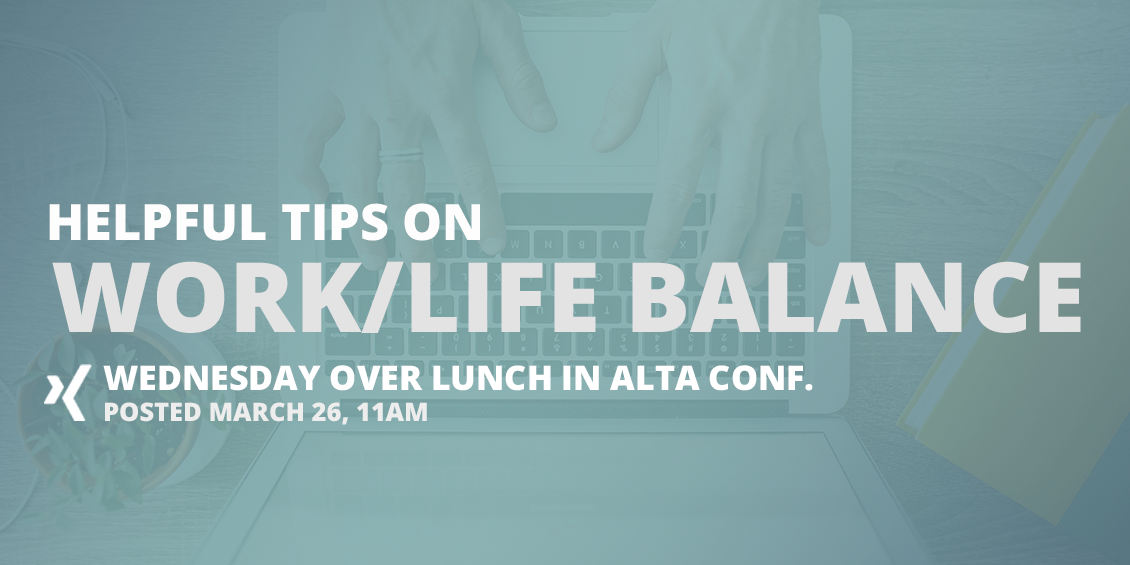 HELPFUL TIPS ON
WORK/LIFE BALANCE
WEDNESDAY OVER LUNCH IN ALTA CONF.
POSTED MARCH 26, 11AM